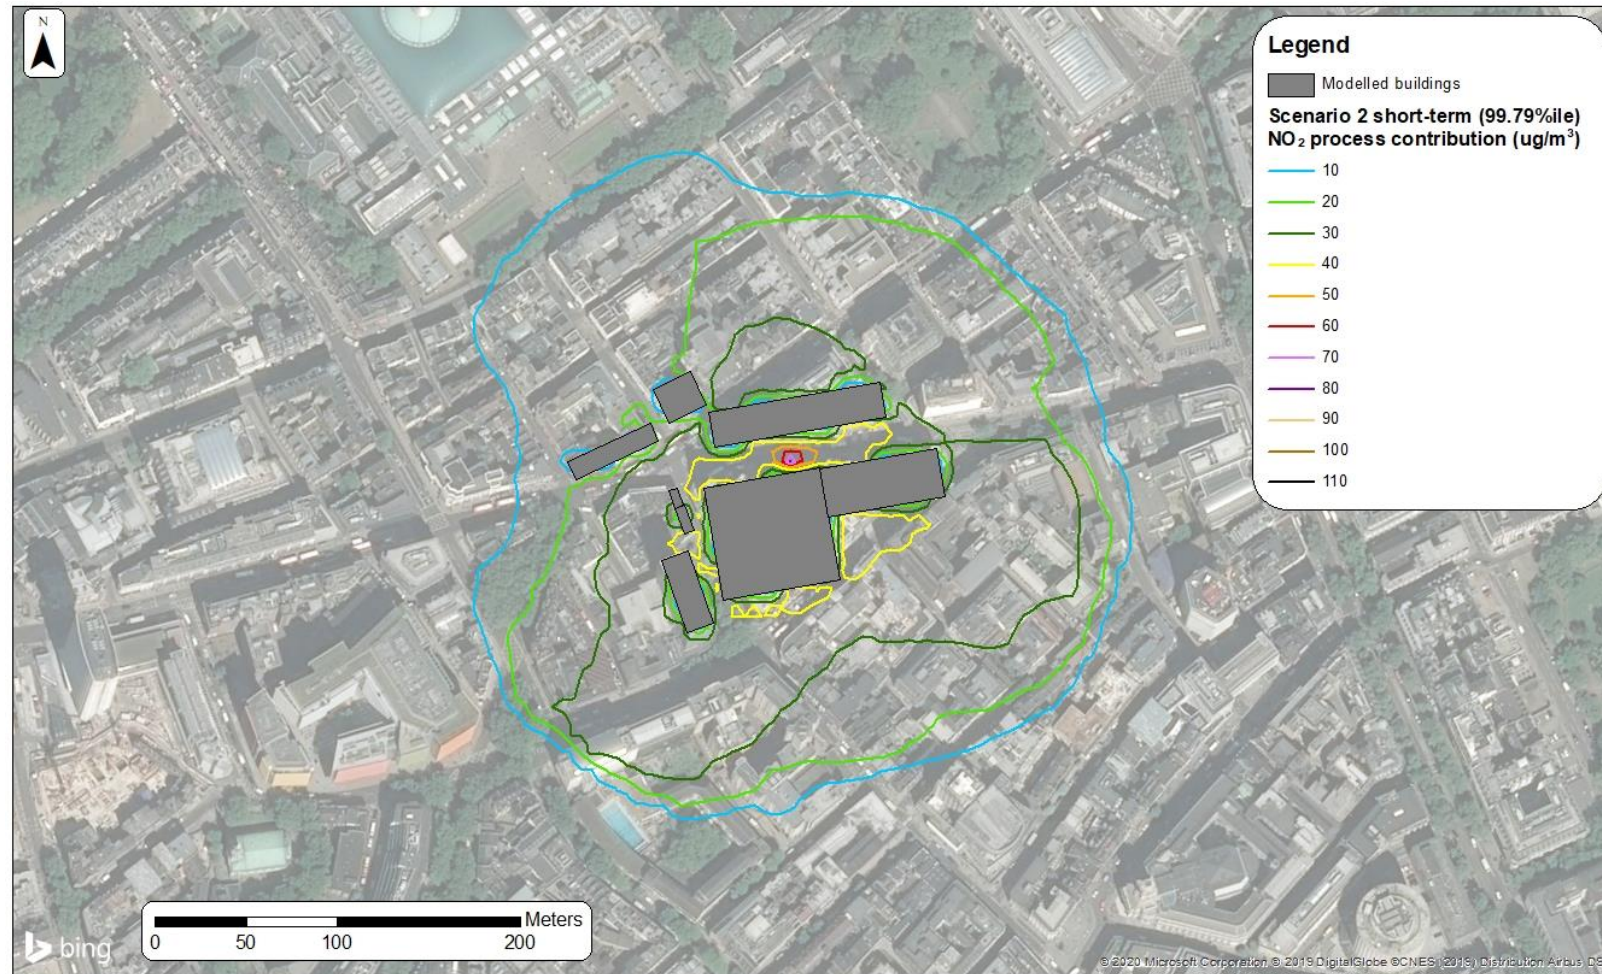 N
Legend
Modelled buildings
Scenario 2 short-term (99.79%ile)
NO₂ process contribution (ug/m³)
10
20
30
40
50
60
70
80
90
100
110
Meters
0 50 100 200
bing
© 2020 Microsoft Corporation © 2019 DigitalGlobe ©CNES (2019) Distribution Airbus DS